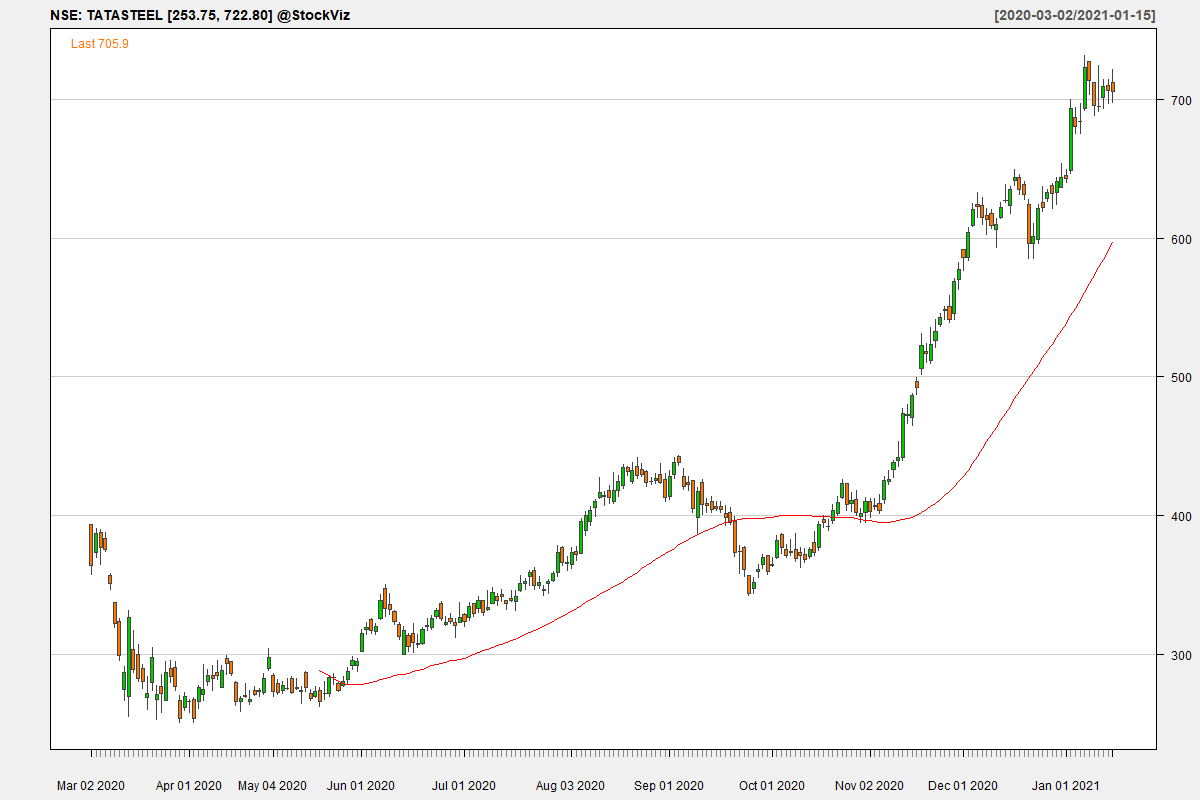 NSE: TATASTEEL [253.75, 722.80] @StockViz
[2020-03-02/2021-01-15]
Last 705.9
700
600
500
400
300
Mar 02 2020
Apr 01 2020
May 04 2020
Jun 01 2020
Jul 01 2020
Aug 03 2020
Sep 01 2020
Oct 01 2020
Nov 02 2020
Dec 01 2020
Jan 01 2021